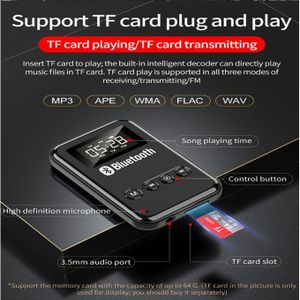 Support TF card plug and play
TF card playing/TF card transmitting
Insert TF card to play; the built-in intelligent decoder can directly play
music files in TF card. TF card play is supported in all three modes of
receiving/transmitting/FM
MP3 APE WMA FLAC WAV
05:28
Song playing time
Bluetooth
M
Control button
High definition microphone
3.5mm audio port
TF card slot
*Support the memory card with the capacity of up to 64 G. (TF card in the picture is only
used as a display, you should buy it separately)